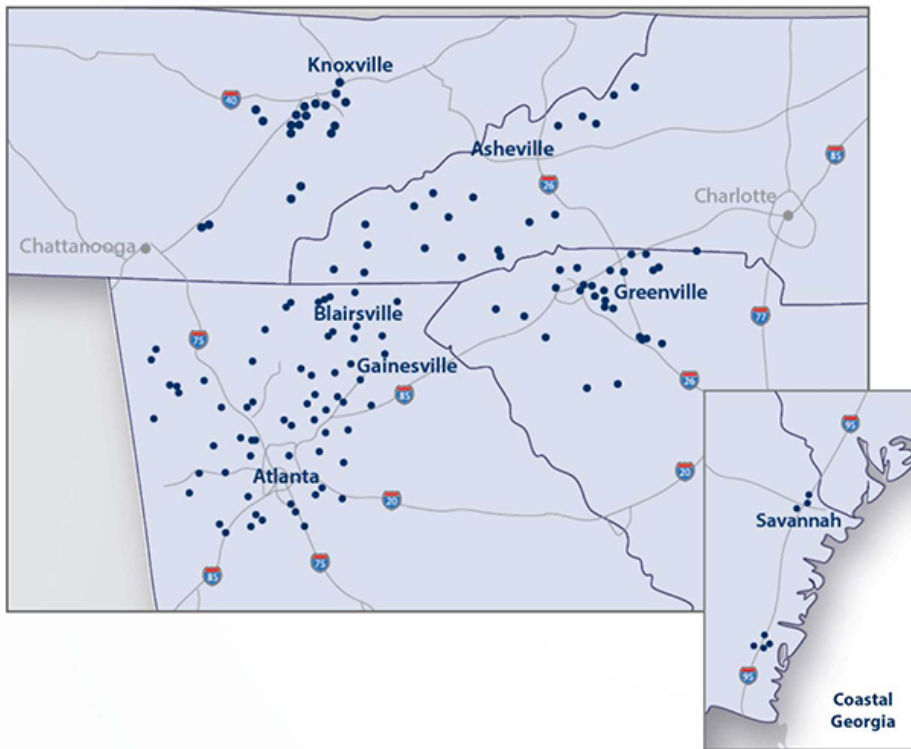 Knoxville
40
Asheville
85
26
Charlotte
Chattanooga
Greenville
Blairsville
77
75
Gainesville
26
85
95
20
Atlanta
20
Savannah
75
85
95
Coastal
Georgia